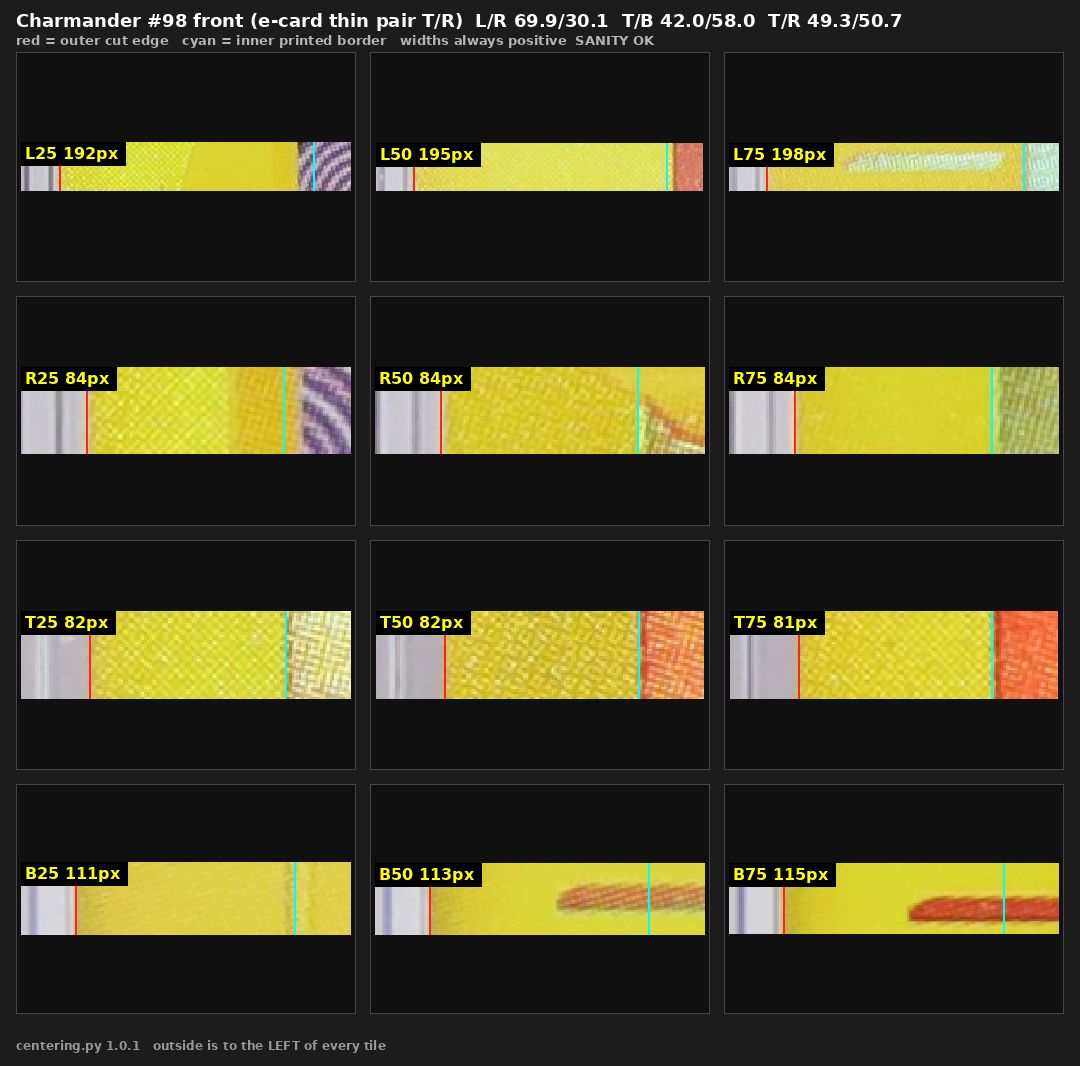 Charmander #98 front (e-card thin pair T/R)  L/R 69.9/30.1  T/B 42.0/58.0  T/R 49.3/50.7
red = outer cut edge   cyan = inner printed border   widths always positive  SANITY OK
L25 192px
L50 195px
L75 198px
R25 84px
R50 84px
R75 84px
T25 82px
T50 82px
T75 81px
B25 111px
B50 113px
B75 115px
centering.py 1.0.1   outside is to the LEFT of every tile